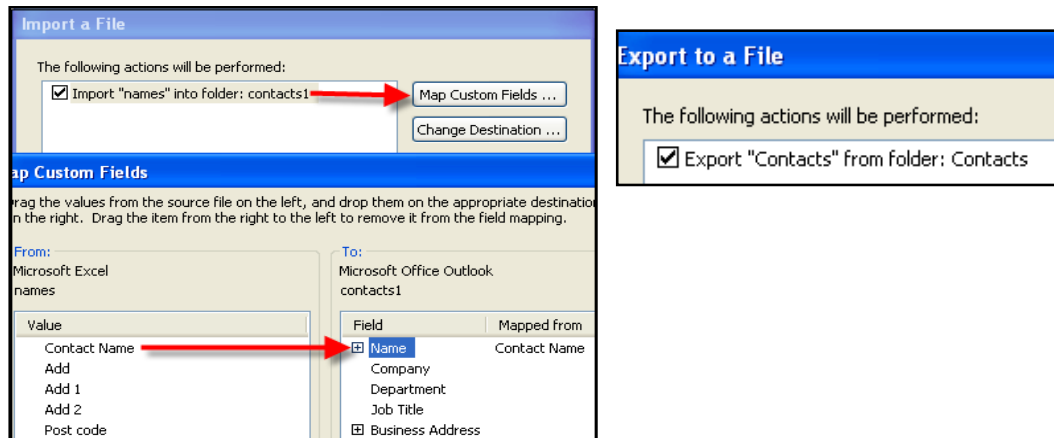 Import a File
The following actions will be performed:
Import "names" into folder: contacts1
Map Custom Fields ...
Change Destination ...
ap Custom Fields
rag the values from the source file on the left, and drop them on the appropriate destinatio
n the right. Drag the item from the right to the left to remove it from the field mapping.
From:
Microsoft Excel
names
Value
Contact Name
Add
Add 1
Add 2
Post code
To:
Microsoft Office Outlook
contacts1
Field Mapped from
Name Contact Name
Company
Department
Job Title
Business Address
Export to a File
The following actions will be performed:
Export "Contacts" from folder: Contacts